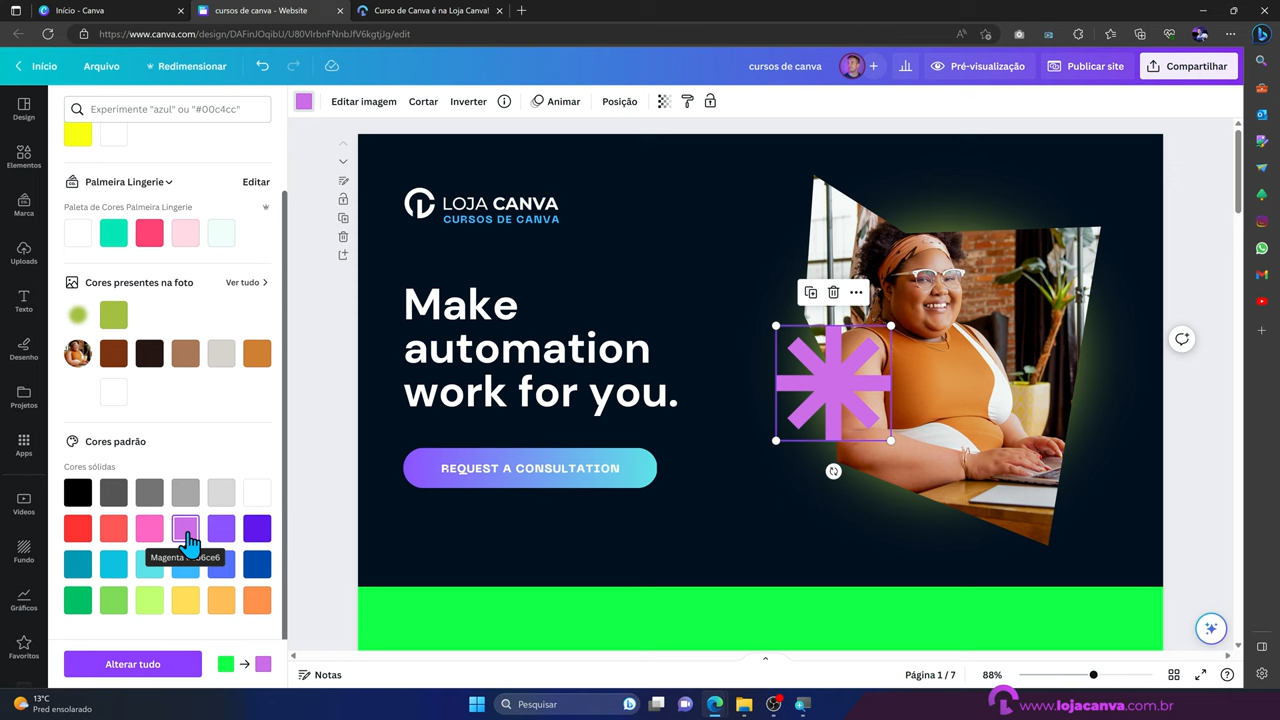 Início - Canva
cursos de canva - Website
Curso de Canva é na Loja Canva!
https://www.canva.com/design/DAFinJOqibU/U80VIrbnFNnbJfV6kgtjJg/edit
Início
Arquivo
Redimensionar
cursos de canva
Pré-visualização
Publicar site
Compartilhar
Design
Elementos
Marca
Uploads
Texto
Desenho
Projetos
Apps
Vídeos
Fundo
Gráficos
Favoritos
Experimente "azul" ou "#00c4cc"
Palmeira Lingerie
Editar
Paleta de Cores Palmeira Lingerie
Cores presentes na foto
Ver tudo
Cores padrão
Cores sólidas
Magenta
6ce6
Alterar tudo
Editar imagem
Cortar
Inverter
Animar
Posição
LOJA CANVA
CURSOS DE CANVA
Make
automation
work for you.
REQUEST A CONSULTATION
Notas
Página 1 / 7
88%
13°C
Pred ensolarado
Pesquisar
www.lojacanva.com.br